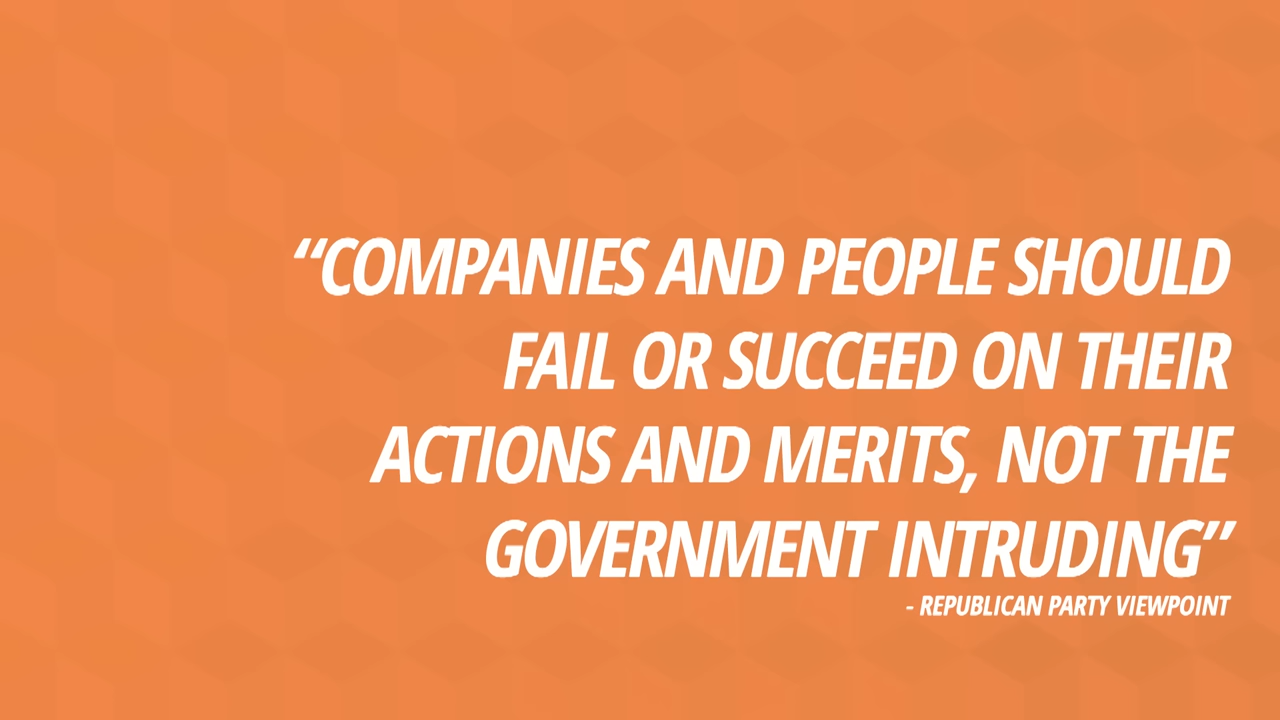 “COMPANIES AND PEOPLE SHOULD
FAIL OR SUCCEED ON THEIR
ACTIONS AND MERITS, NOT THE
GOVERNMENT INTRUDING”
- REPUBLICAN PARTY VIEWPOINT